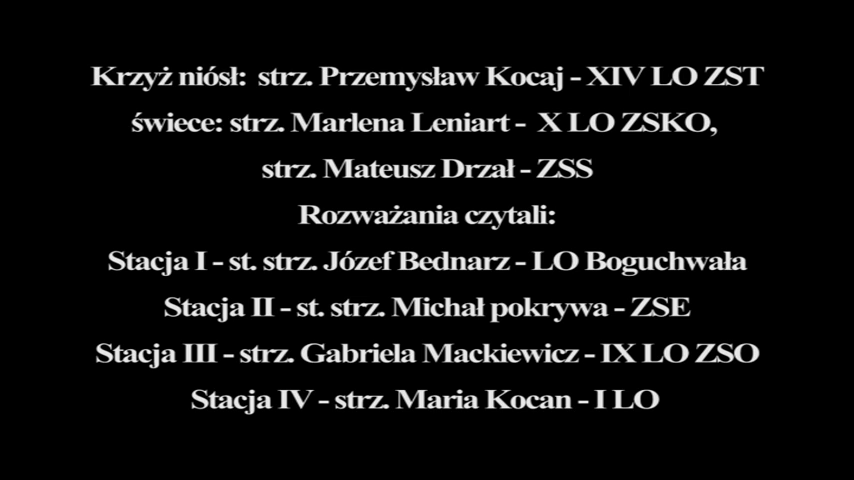 Krzyż niósł: strz. Przemysław Kocaj - XIV LO ZST
świece: strz. Marlena Leniart - X LO ZSKO,
strz. Mateusz Drzał - ZSS
Rozważania czytali:
Stacja I - st. strz. Józef Bednarz - LO Boguchwała
Stacja II - st. strz. Michał pokrywa - ZSE
Stacja III - strz. Gabriela Mackiewicz - IX LO ZSO
Stacja IV - strz. Maria Kocan - I LO